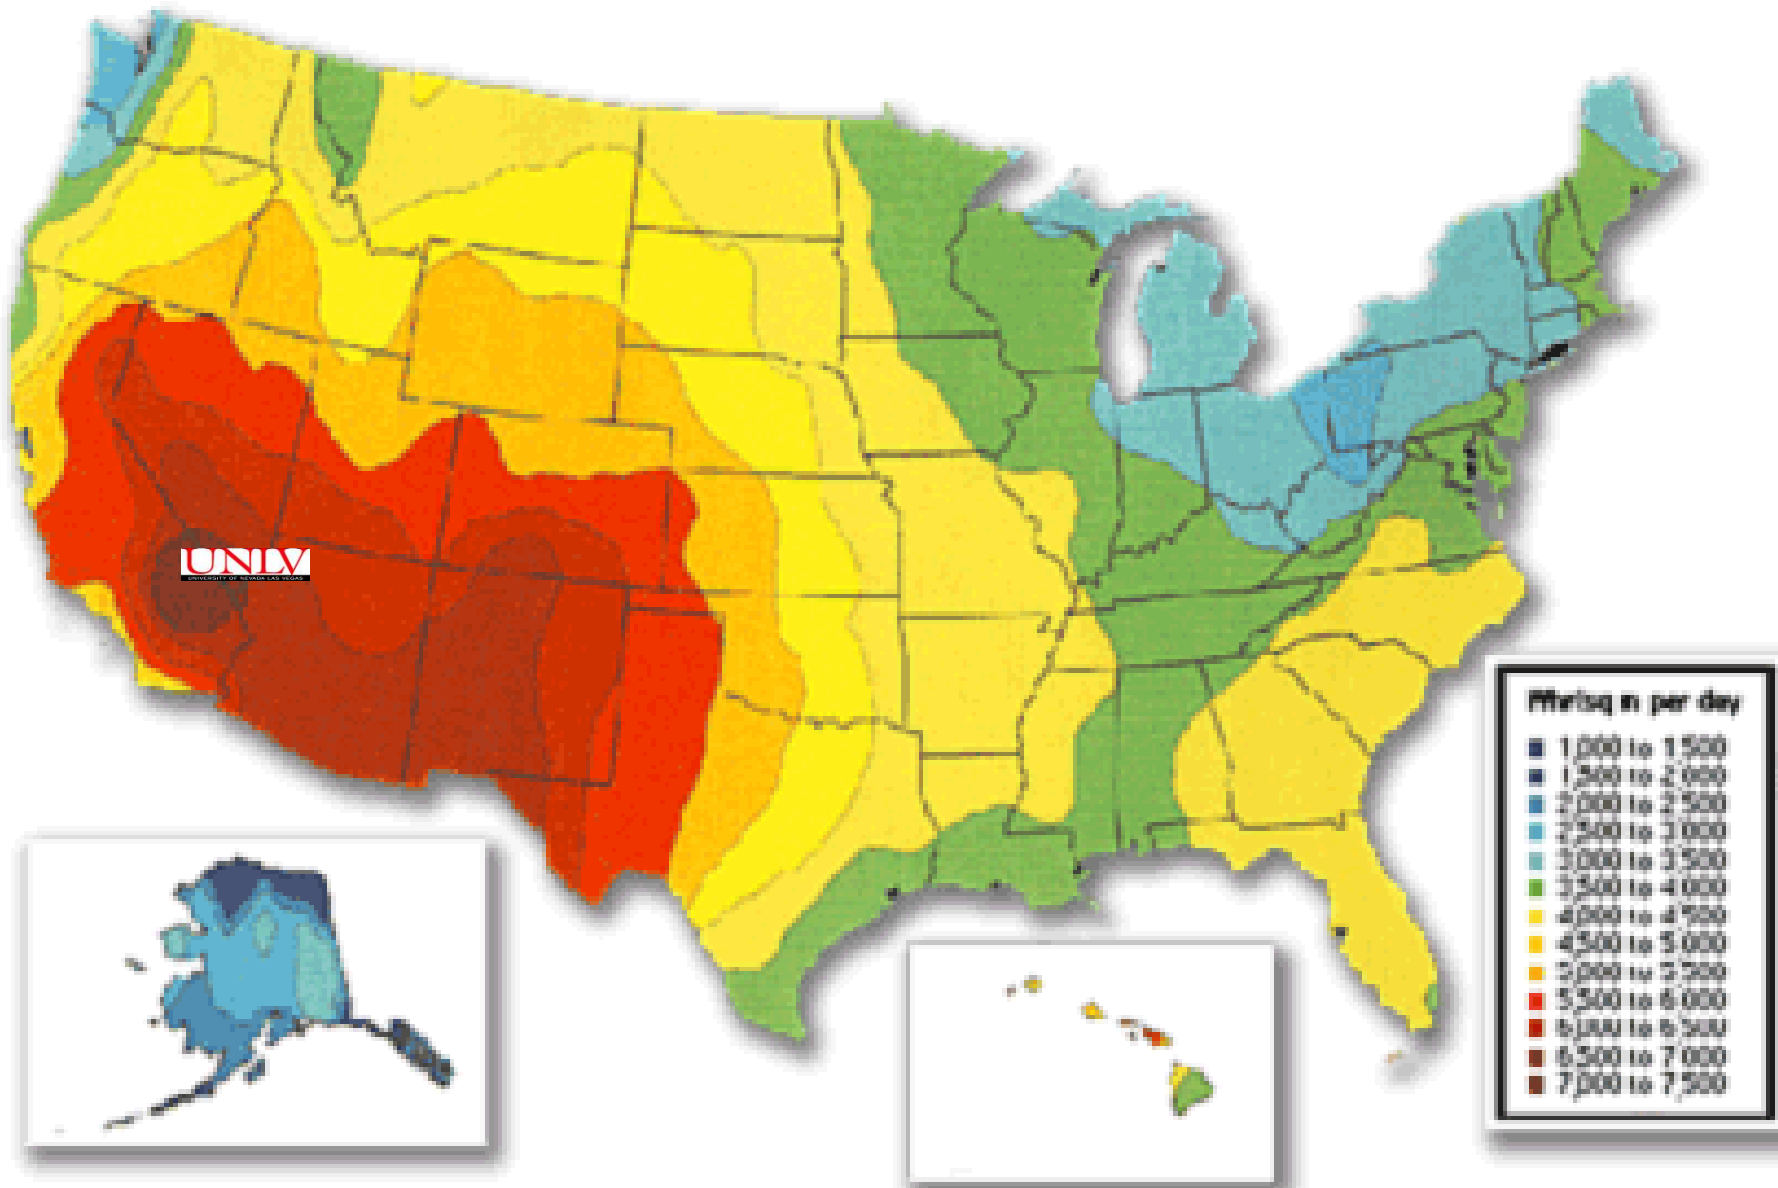 UNLV
UNIVERSITY OF NEVADA LAS VEGAS
per day
1,000 to 1,500
1,500 to 2,000
2,000 to 2,500
2,500 to 3,000
3,000 to 3,500
3,500 to 4,000
4,000 to 4,500
4,500 to 5,000
5,000 to 5,500
5,500 to 6,000
6,000 to 6,500
6,500 to 7,000
7,000 to 7,500